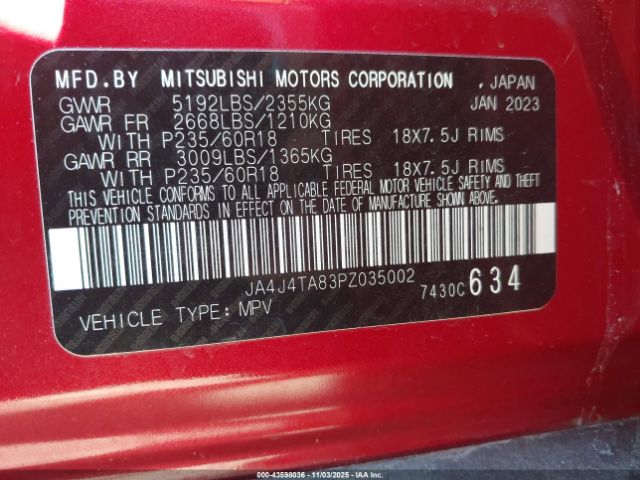 MFD.BY MITSUBISHI MOTORS CORPORATION , JAPAN
GVWR 5192LBS/2355KG JAN 2023
GAWR FR 2668LBS/1210KG
WITH P235/60R18 TIRES 18X7.5J RIMS
GAWR RR 3009LBS/1365KG
WITH P235/60R18 TIRES 18X7.5J RIMS
THIS VEHICLE CONFORMS TO ALL APPLICABLE FEDERAL MOTOR VEHICLE SAFETY AND THEFT
PREVENTION STANDARDS IN EFFECT ON THE DATE OF MANUFACTURE SHOWN ABOVE.
JA4J4TA83PZ035002
7430C 634
VEHICLE TYPE: MPV
000-43598036 - 11/03/2025 - IAA Inc.